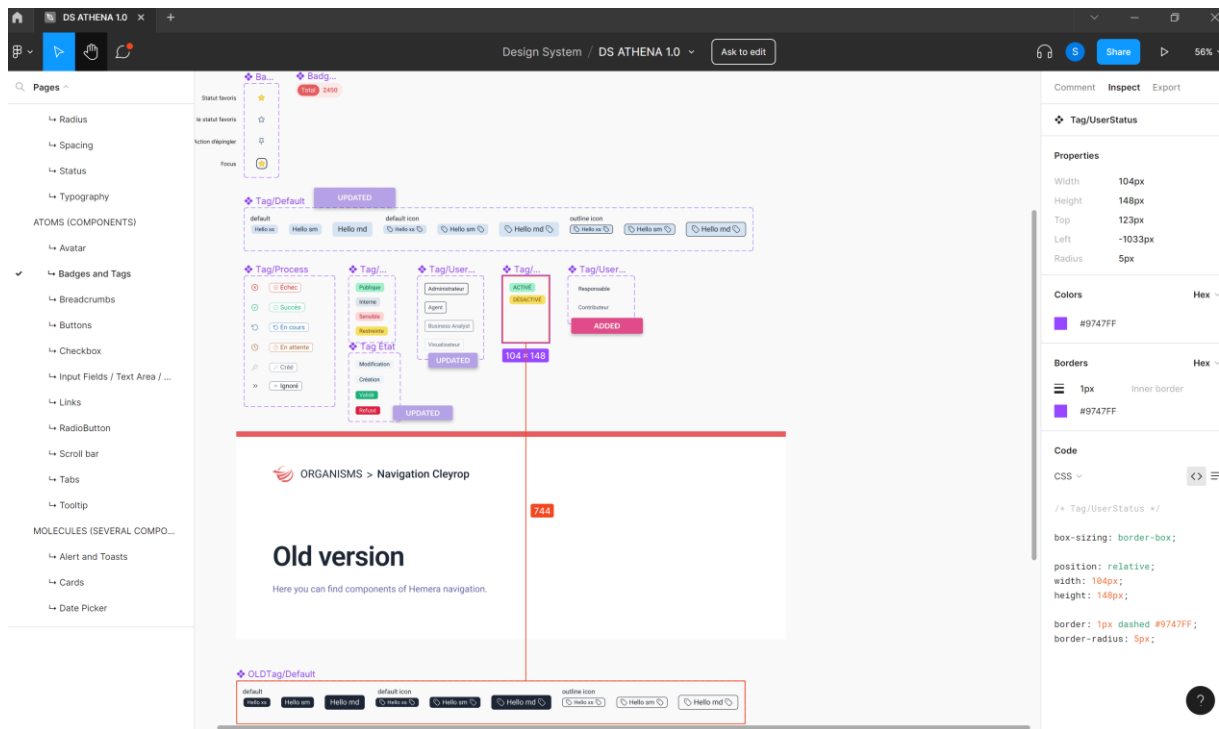 DS ATHENA 1.0
Design System / DS ATHENA 1.0
Ask to edit
S
Share
56%
Pages
Radius
Spacing
Status
Typography
ATOMS (COMPONENTS)
Avatar
Badges and Tags
Breadcrumbs
Buttons
Checkbox
Input Fields / Text Area / ...
Links
RadioButton
Scroll bar
Tabs
Tooltip
MOLECULES (SEVERAL COMPO...
Alert and Toasts
Cards
Date Picker
Ba...
Badg...
Statut favoris
Total 2450
le statut favoris
Action d'épingler
Focus
Tag/Default
UPDATED
default
default icon
outline icon
Hello xs
Hello sm
Hello md
Hello xs
Hello sm
Hello md
Hello xs
Hello sm
Hello md
Tag/Process
Échec
Succès
En cours
En attente
Créé
Ignoré
Tag/...
Publique
Interne
Sensible
Restreinte
Tag État
Modification
Création
Validé
Refusé
UPDATED
Tag/User...
Administrateur
Agent
Business Analyst
Visualisateur
UPDATED
Tag/...
ACTIVÉ
DÉSACTIVÉ
104 × 148
Tag/User...
Responsable
Contributeur
ADDED
ORGANISMS > Navigation Cleyrop
744
Old version
Here you can find components of Hemera navigation.
OLDTag/Default
default
default icon
outline icon
Hello xs
Hello sm
Hello md
Hello xs
Hello sm
Hello md
Hello xs
Hello sm
Hello md
Comment Inspect Export
Tag/UserStatus
Properties
Width 104px
Height 148px
Top 123px
Left -1033px
Radius 5px
Colors Hex
#9747FF
Borders Hex
1px Inner border
#9747FF
Code
CSS
/* Tag/UserStatus */
box-sizing: border-box;
position: relative;
width: 104px;
height: 148px;
border: 1px dashed #9747FF;
border-radius: 5px;
?